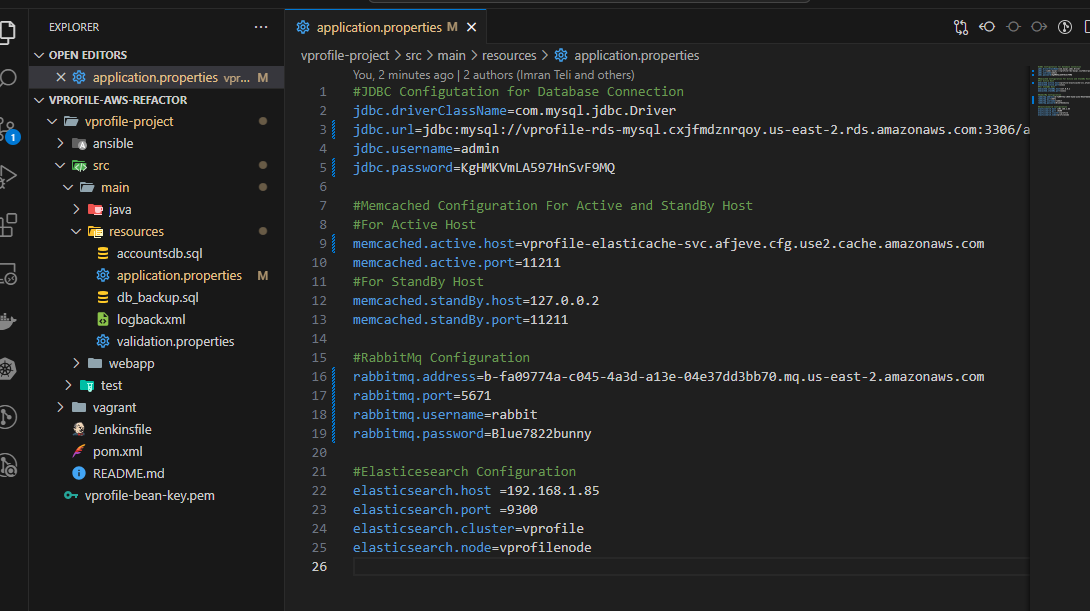 EXPLORER
OPEN EDITORS
application.properties vpr... M
VPROFILE-AWS-REFACTOR
vprofile-project
ansible
src
main
java
resources
accountsdb.sql
application.properties M
db_backup.sql
logback.xml
validation.properties
webapp
test
vagrant
Jenkinsfile
pom.xml
README.md
vprofile-bean-key.pem
1
application.properties M
vprofile-project > src > main > resources > application.properties
You, 2 minutes ago | 2 authors (Imran Teli and others)
1 #JDBC Configutation for Database Connection
2 jdbc.driverClassName=com.mysql.jdbc.Driver
3 jdbc.url=jdbc:mysql://vprofile-rds-mysql.cxjfmdznrqoy.us-east-2.rds.amazonaws.com:3306/a
4 jdbc.username=admin
5 jdbc.password=KgHMKVmLA597HnSvF9MQ
6
7 #Memcached Configuration For Active and StandBy Host
8 #For Active Host
9 memcached.active.host=vprofile-elasticache-svc.afjeve.cfg.use2.cache.amazonaws.com
10 memcached.active.port=11211
11 #For StandBy Host
12 memcached.standBy.host=127.0.0.2
13 memcached.standBy.port=11211
14
15 #RabbitMq Configuration
16 rabbitmq.address=b-fa09774a-c045-4a3d-a13e-04e37dd3bb70.mq.us-east-2.amazonaws.com
17 rabbitmq.port=5671
18 rabbitmq.username=rabbit
19 rabbitmq.password=Blue7822bunny
20
21 #Elasticesearch Configuration
22 elasticsearch.host =192.168.1.85
23 elasticsearch.port =9300
24 elasticsearch.cluster=vprofile
25 elasticsearch.node=vprofilenode
26